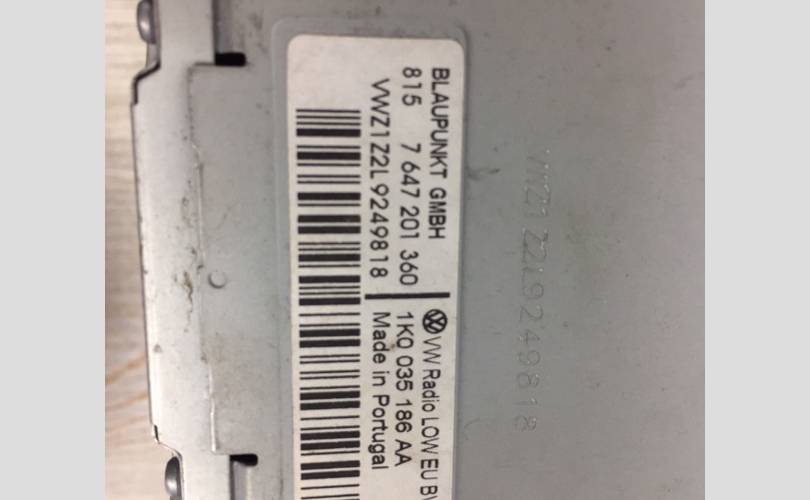 BLAUPUNKT GMBH
815 7 647 201 360
VWZ1Z2L9249818
VW Radio LOW EU
1K0 035 186 AA
Made in Portugal
VWZ1Z2L9249818